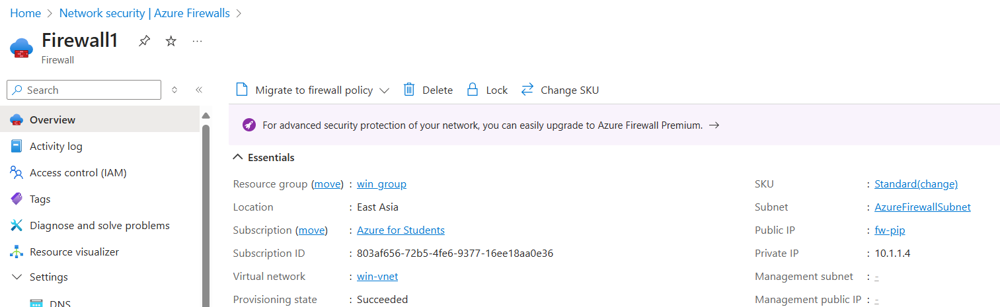 Home > Network security | Azure Firewalls >
Firewall1
Firewall
Search
Overview
Activity log
Access control (IAM)
Tags
Diagnose and solve problems
Resource visualizer
Settings
DNS
Migrate to firewall policy Delete Lock Change SKU
For advanced security protection of your network, you can easily upgrade to Azure Firewall Premium. →
Essentials
Resource group (move) : win_group
Location : East Asia
Subscription (move) : Azure for Students
Subscription ID : 803af656-72b5-4fe6-9377-16ee18aa0e36
Virtual network : win-vnet
Provisioning state : Succeeded
SKU : Standard(change)
Subnet : AzureFirewallSubnet
Public IP : fw-pip
Private IP : 10.1.1.4
Management subnet : -
Management public IP : -